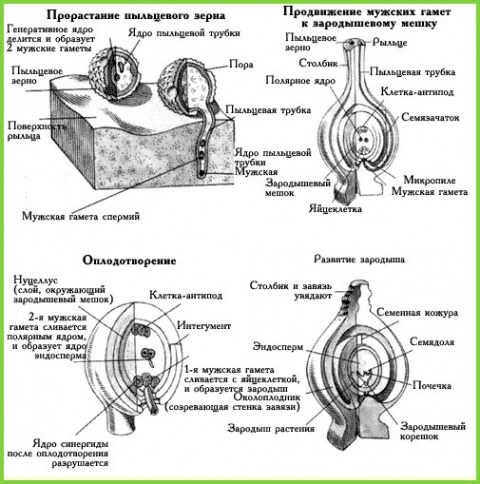 Прорастание пыльцевого зерна
Генеративное ядро
делится и образует
2 мужские гаметы
Ядро пыльцевой трубки
Пыльцевое
зерно
Пора
Пыльцевая трубка
Поверхность
рыльца
Ядро пыльцевой
трубки
Мужская
Мужская гамета спермий
Продвижение мужских гамет
к зародышевому мешку
Пыльцевое
зерно
Рыльце
Столбик
Пыльцевая трубка
Полярное ядро
Клетка-антипод
Семязачаток
Зародышевый
мешок
Микропиле
Мужская гамета
Яйцеклетка
Оплодотворение
Нуцеллус
(слой, окружающий
зародышевый мешок)
Клетка-антипод
2-я мужская
гамета сливается с
полярным ядром,
и образует ядро
эндосперма
Интегумент
1-я мужская гамета
сливается с яйцеклеткой,
и образуется зародыш
Ядро синергиды
после оплодотворения
разрушается
Развитие зародыша
Столбик и завязь
увядают
Семенная кожура
Эндосперм
Семядоля
Почечка
Околоплодник
(созревающая стенка завязи)
Зародыш растения
Зародышевый
корешок